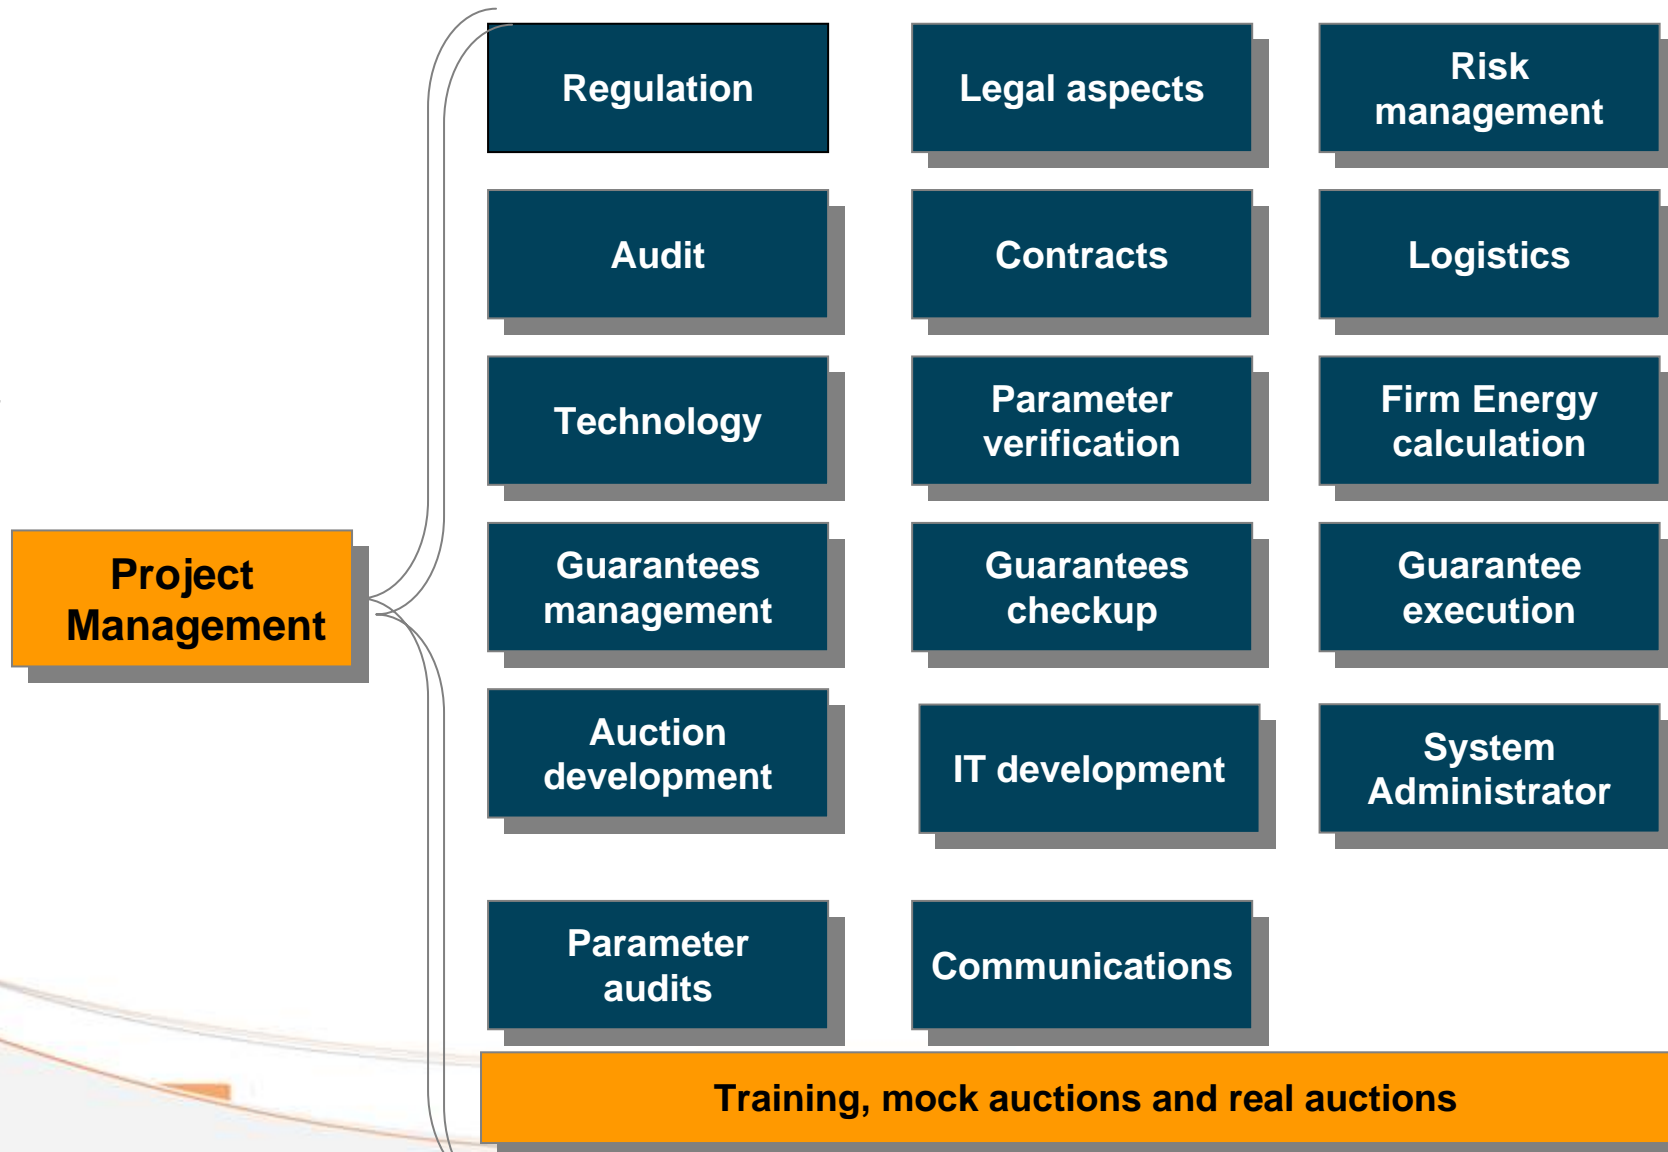 Regulation
Legal aspects
Risk
management
Audit
Contracts
Logistics
Technology
Parameter
verification
Firm Energy
calculation
Project
Management
Guarantees
management
Guarantees
checkup
Guarantee
execution
Auction
development
IT development
System
Administrator
Parameter
audits
Communications
Training, mock auctions and real auctions